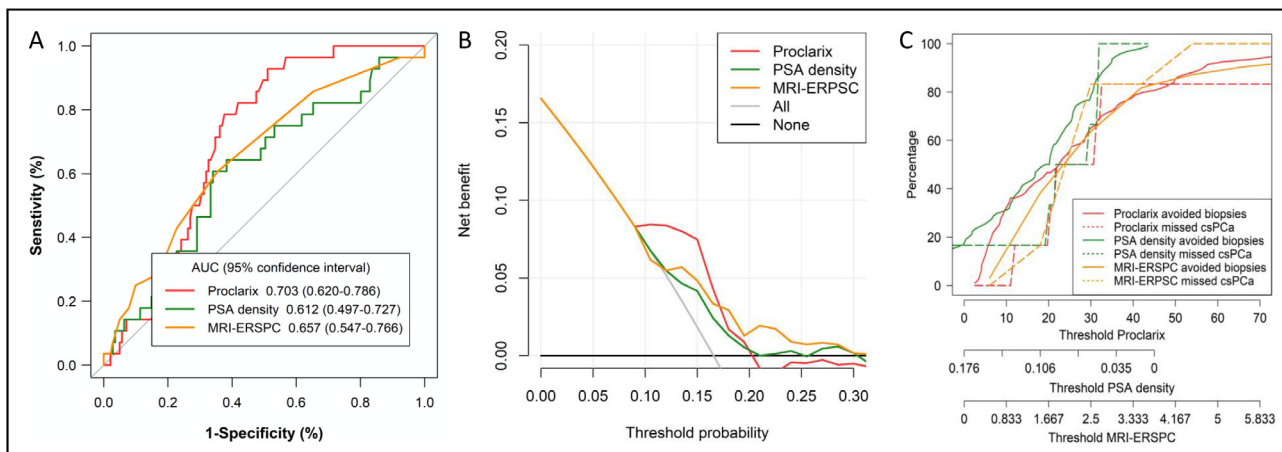 A
Senstivity (%)
1.0
0.8
0.6
0.4
0.2
0.0
AUC (95% confidence interval)
Proclarix 0.703 (0.620-0.786)
PSA density 0.612 (0.497-0.727)
MRI-ERSPC 0.657 (0.547-0.766)
0.0 0.2 0.4 0.6 0.8 1.0
1-Specificity (%)
B
Net benefit
0.20
0.15
0.10
0.05
0.00
Proclarix
PSA density
MRI-ERPSC
All
None
0.00 0.05 0.10 0.15 0.20 0.25 0.30
Threshold probability
C
Percentage
100
80
60
40
20
0
Proclarix avoided biopsies
Proclarix missed csPCa
PSA density avoided biopsies
PSA density missed csPCa
MRI-ERSPC avoided biopsies
MRI-ERPSC missed csPCa
0 10 20 30 40 50 60 70
Threshold Proclarix
0.176 0.106 0.035 0
Threshold PSA density
0 0.833 1.667 2.5 3.333 4.167 5 5.833
Threshold MRI-ERSPC